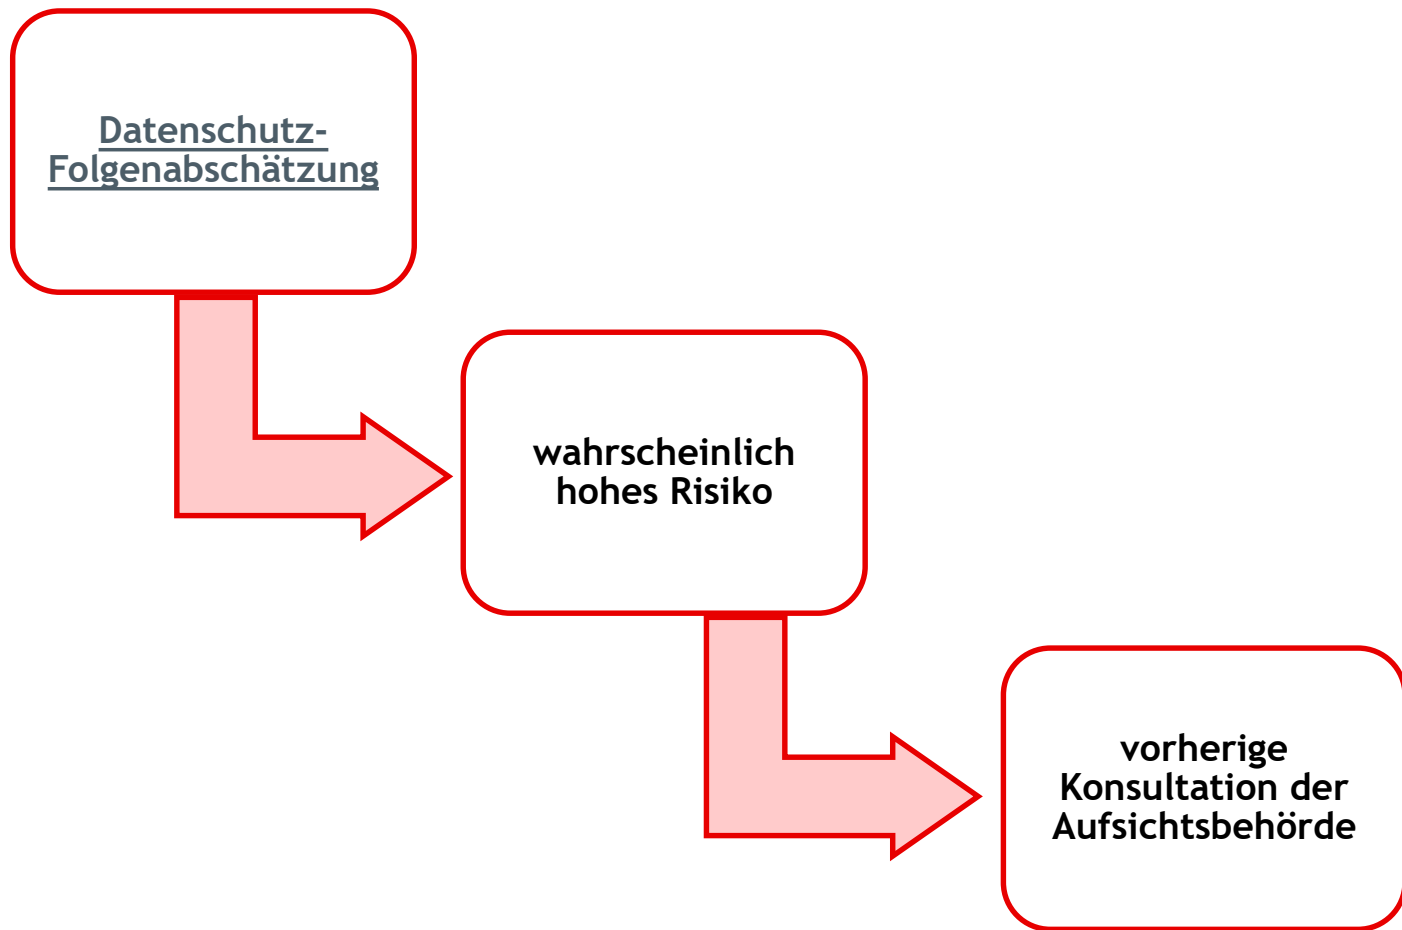 Datenschutz-
Folgenabschätzung
wahrscheinlich
hohes Risiko
vorherige
Konsultation der
Aufsichtsbehörde